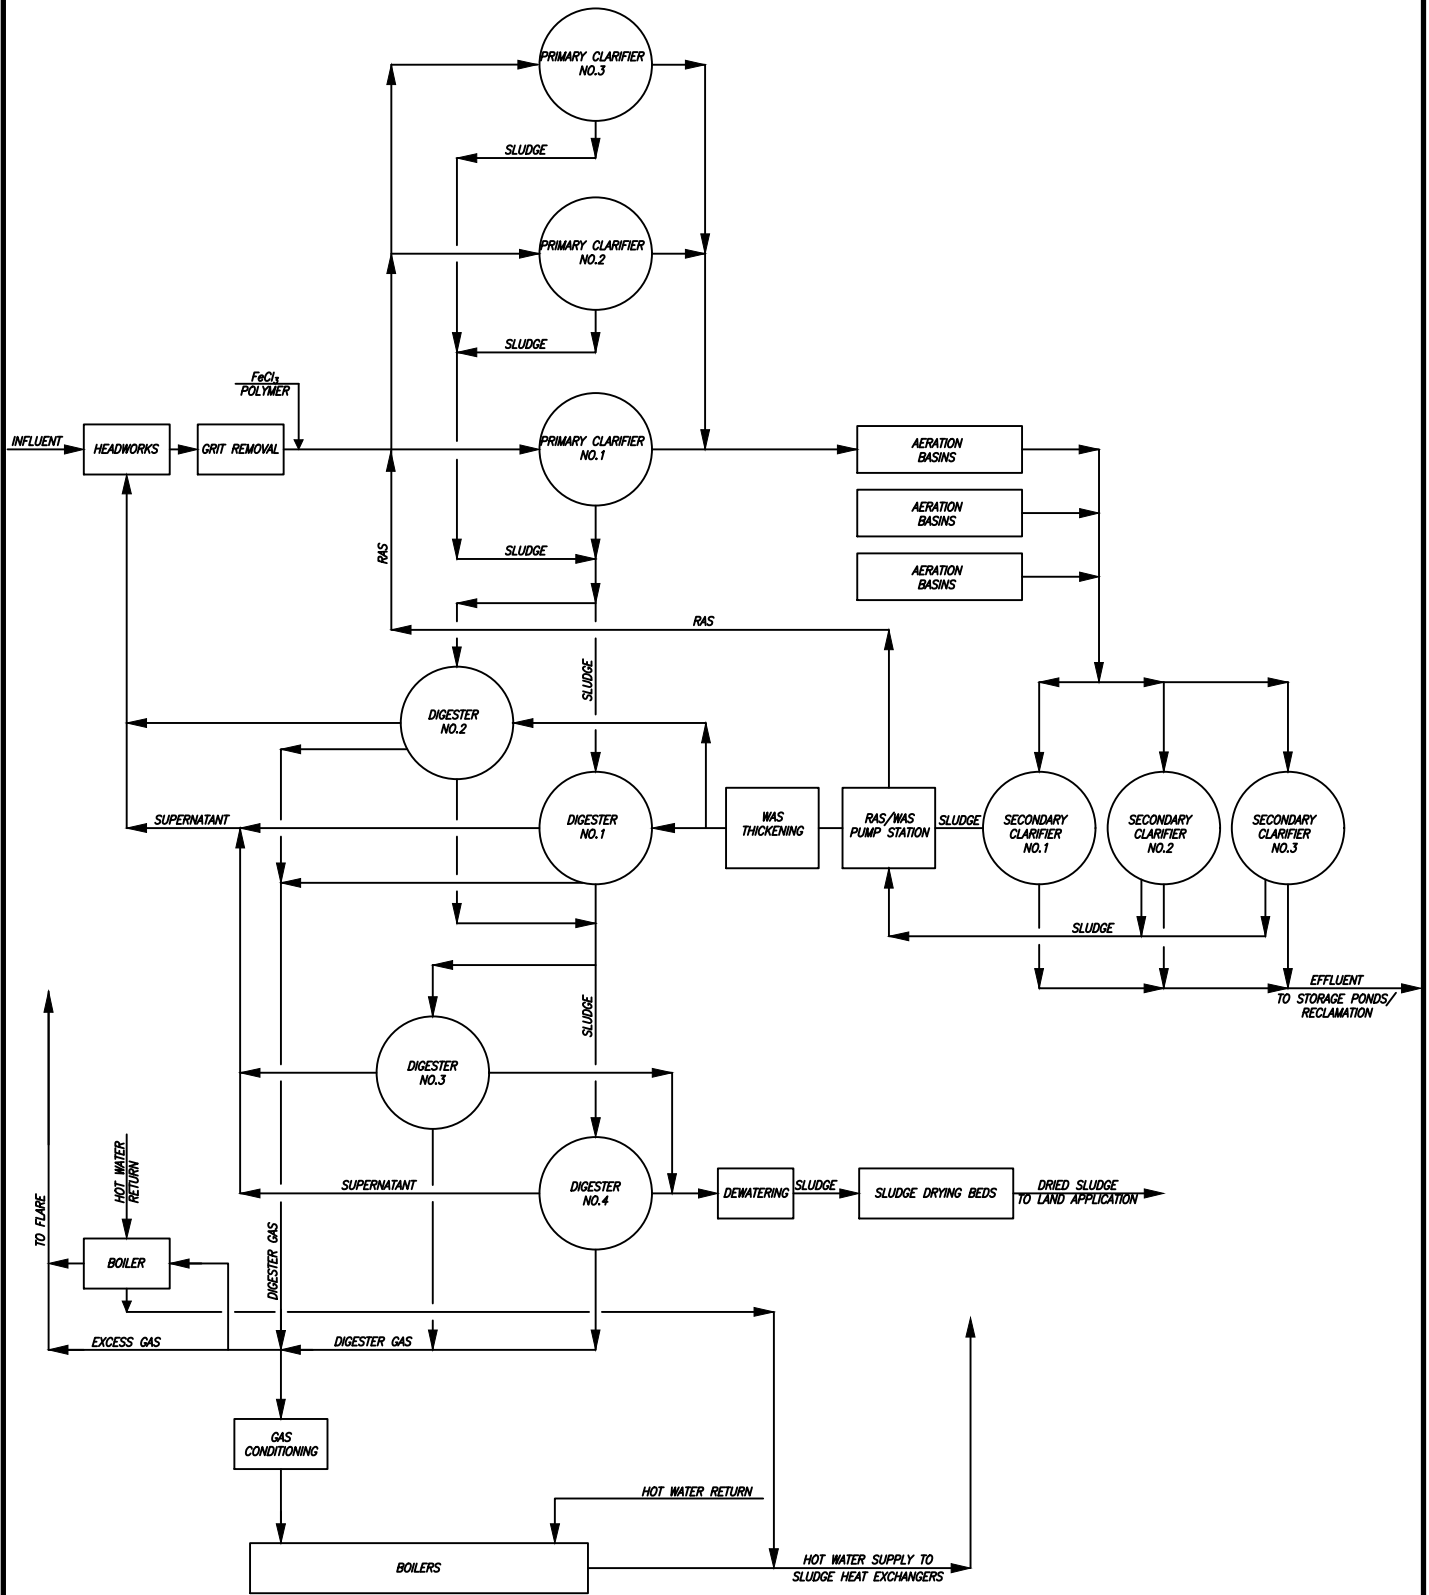 PRIMARY CLARIFIER
NO.3
SLUDGE
PRIMARY CLARIFIER
NO.2
SLUDGE
FeCl₃
POLYMER
INFLUENT
HEADWORKS
GRIT REMOVAL
PRIMARY CLARIFIER
NO.1
AERATION
BASINS
AERATION
BASINS
AERATION
BASINS
RAS
SLUDGE
RAS
SLUDGE
DIGESTER
NO.2
SUPERNATANT
DIGESTER
NO.1
WAS
THICKENING
RAS/WAS
PUMP STATION
SLUDGE
SECONDARY
CLARIFIER
NO.1
SECONDARY
CLARIFIER
NO.2
SECONDARY
CLARIFIER
NO.3
SLUDGE
EFFLUENT
TO STORAGE PONDS/
RECLAMATION
SLUDGE
DIGESTER
NO.3
HOT WATER
RETURN
TO FLARE
SUPERNATANT
DIGESTER
NO.4
DEWATERING
SLUDGE
SLUDGE DRYING BEDS
DRIED SLUDGE
TO LAND APPLICATION
BOILER
DIGESTER GAS
EXCESS GAS
DIGESTER GAS
GAS
CONDITIONING
HOT WATER RETURN
BOILERS
HOT WATER SUPPLY TO
SLUDGE HEAT EXCHANGERS